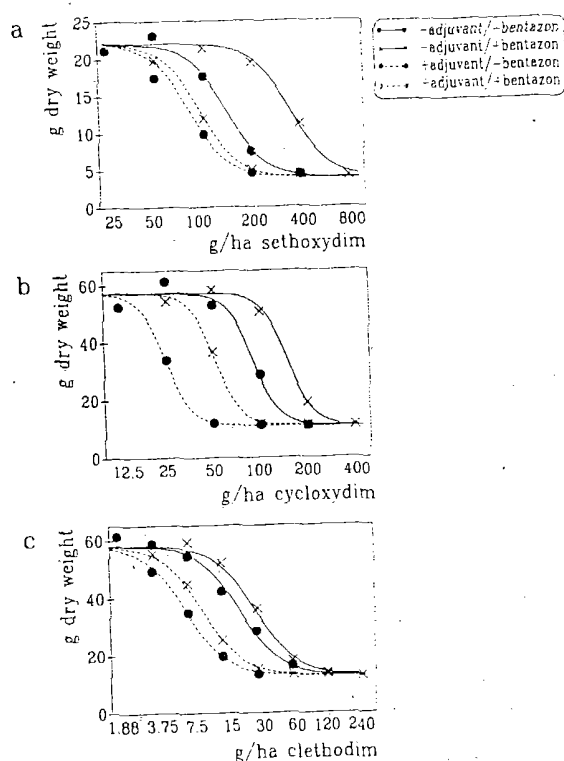 a
25
20
15
10
5
0
g dry weight
25 50 100 200 400 800
g/ha sethoxydim
-adjuvant/-bentazon
-adjuvant/+bentazon
+adjuvant/-bentazon
+adjuvant/+bentazon
b
60
40
20
0
g dry weight
12.5 25 50 100 200 400
g/ha cycloxydim
c
60
40
20
0
g dry weight
1.88 3.75 7.5 15 30 60 120 240
g/ha clethodim